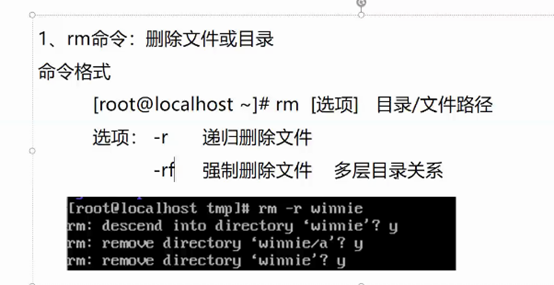 1、rm命令：删除文件或目录
命令格式
[root@localhost ~]# rm [选项] 目录/文件路径
选项： -r 递归删除文件
-rf 强制删除文件 多层目录关系
[root@localhost tmp]# rm -r winnie
rm: descend into directory ‘winnie’? y
rm: remove directory ‘winnie/a’? y
rm: remove directory ‘winnie’? y